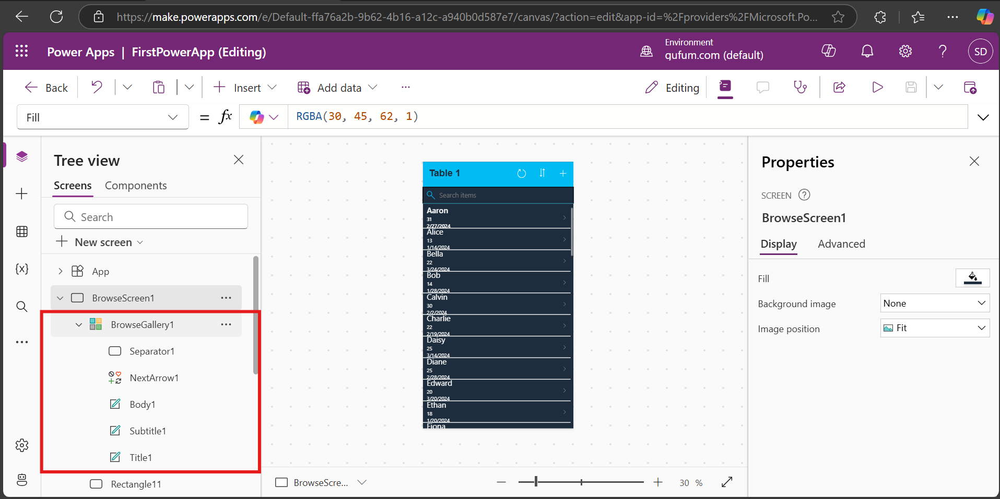 https://make.powerapps.com/e/Default-ffa76a2b-9b62-4b16-a12c-a940b0d587e7/canvas/?action=edit&app-id=%2Fproviders%2FMicrosoft.Po...
Power Apps | FirstPowerApp (Editing)
Environment
gufum.com (default)
SD
Back
Insert
Add data
...
Editing
Fill
= fx
RGBA(30, 45, 62, 1)
Tree view
Screens Components
Search
New screen
App
BrowseScreen1
BrowseGallery1
Separator1
NextArrow1
Body1
Subtitle1
Title1
Rectangle11
Table 1
Search items
Aaron
31
2/27/2024
Alice
13
1/14/2024
Bella
22
3/24/2024
Bob
14
1/28/2024
Calvin
30
2/2/2024
Charlie
22
2/19/2024
Daisy
25
3/14/2024
Diane
25
2/28/2024
Edward
20
3/20/2024
Ethan
18
1/20/2024
Fiona
BrowseScre...
30 %
Properties
SCREEN
BrowseScreen1
Display Advanced
Fill
Background image None
Image position Fit